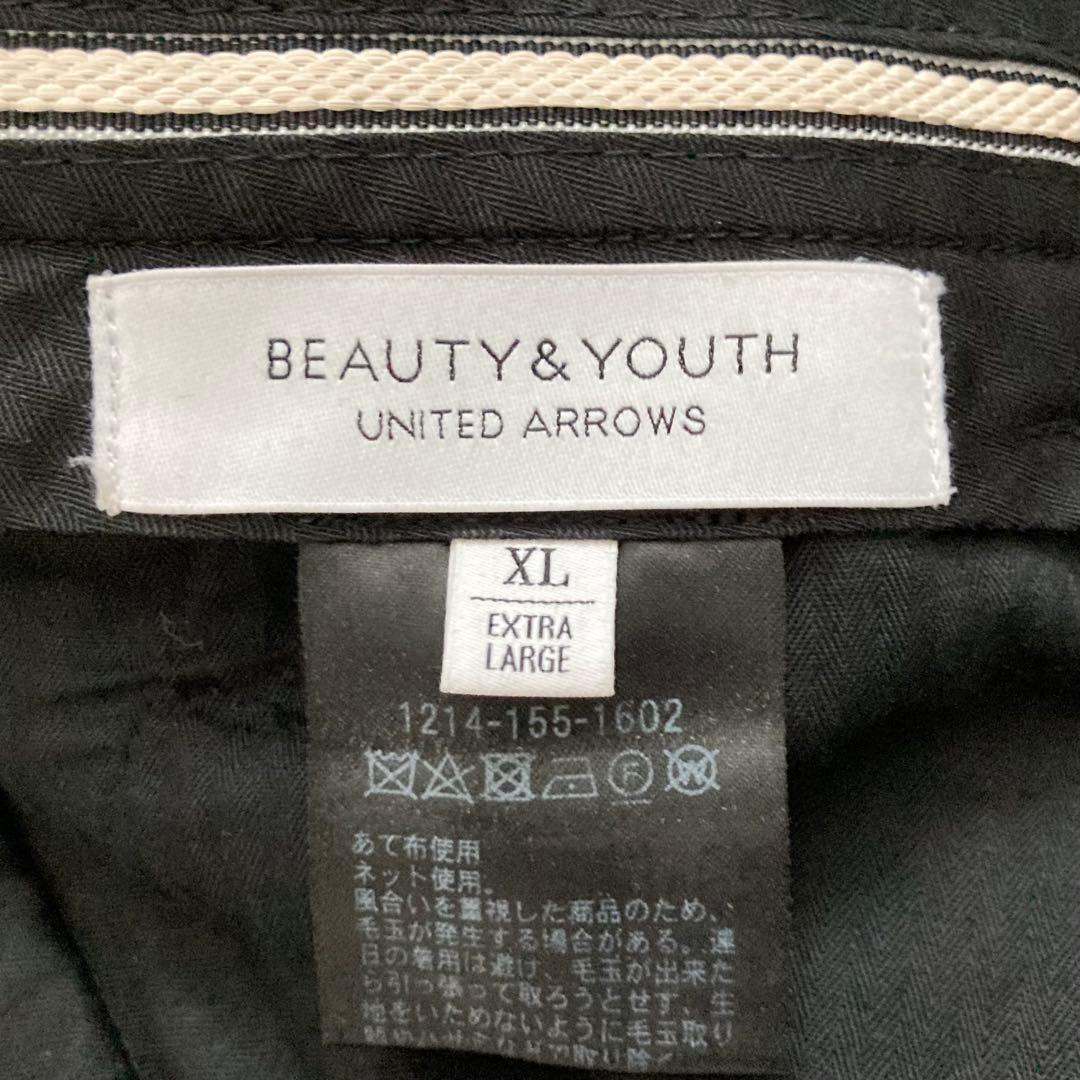 BEAUTY&YOUTH
UNITED ARROWS
XL
EXTRA
LARGE
1214-155-1602
あて布使用
ネット使用。
風合いを重視した商品のため、
毛玉が発生する場合がある。連
日の着用は避け、毛玉が出来た
ら引っ張って取ろうとせず、生
地をいためないように毛玉取り
取り除く